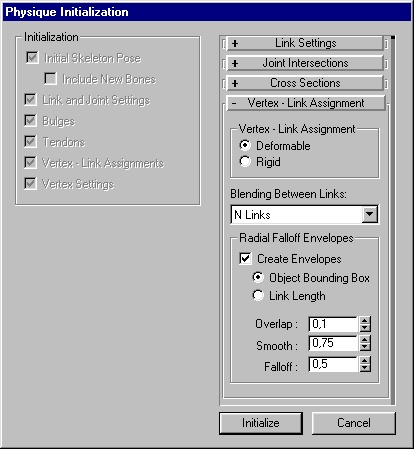 Physique Initialization
Initialization
Initial Skeleton Pose
Include New Bones
Link and Joint Settings
Bulges
Tendons
Vertex - Link Assignments
Vertex Settings
+ Link Settings
+ Joint Intersections
+ Cross Sections
- Vertex - Link Assignment
Vertex - Link Assignment
Deformable
Rigid
Blending Between Links:
N Links
Radial Falloff Envelopes
Create Envelopes
Object Bounding Box
Link Length
Overlap : 0,1
Smooth : 0,75
Falloff : 0,5
Initialize Cancel